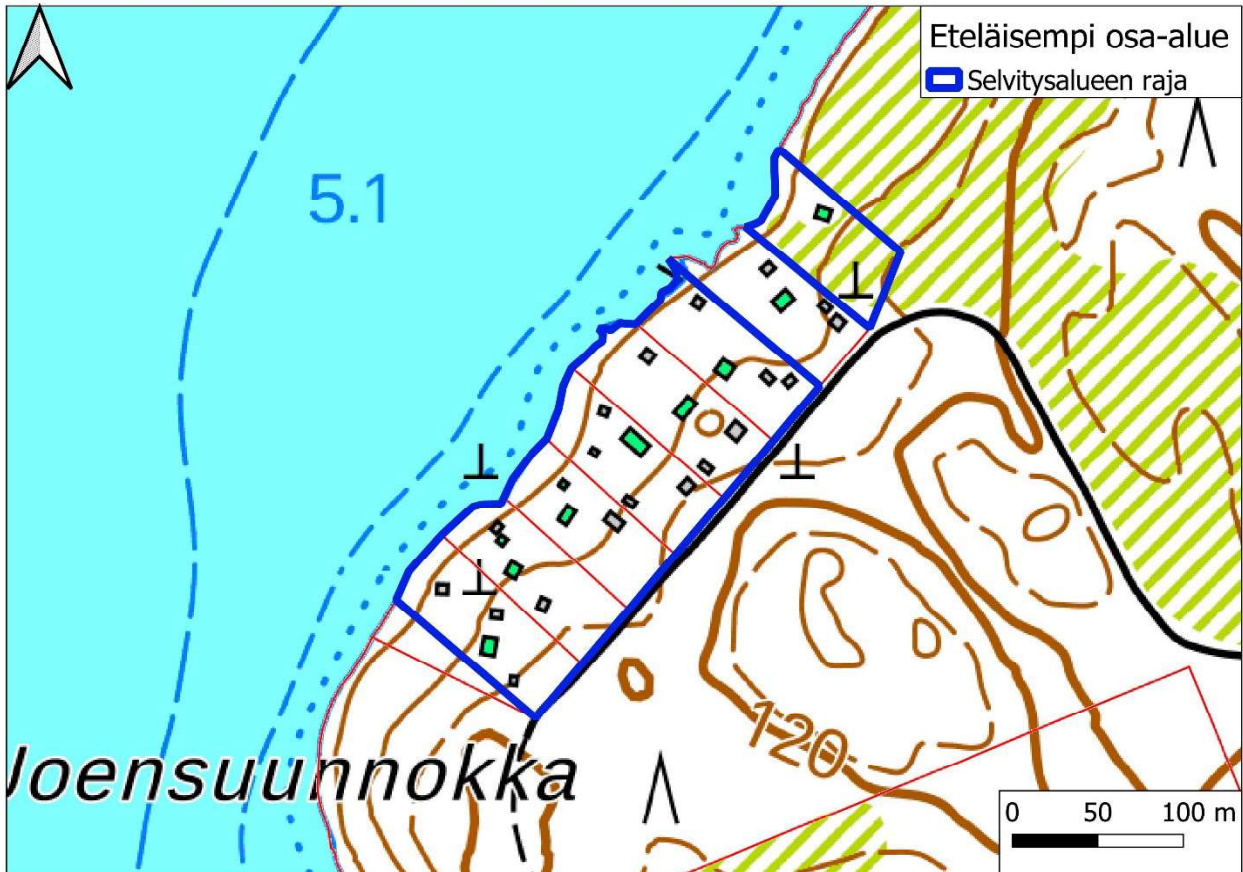 Eteläisempi osa-alue
Selvitysalueen raja
5.1
120
Joensuunnokka
0 50 100 m